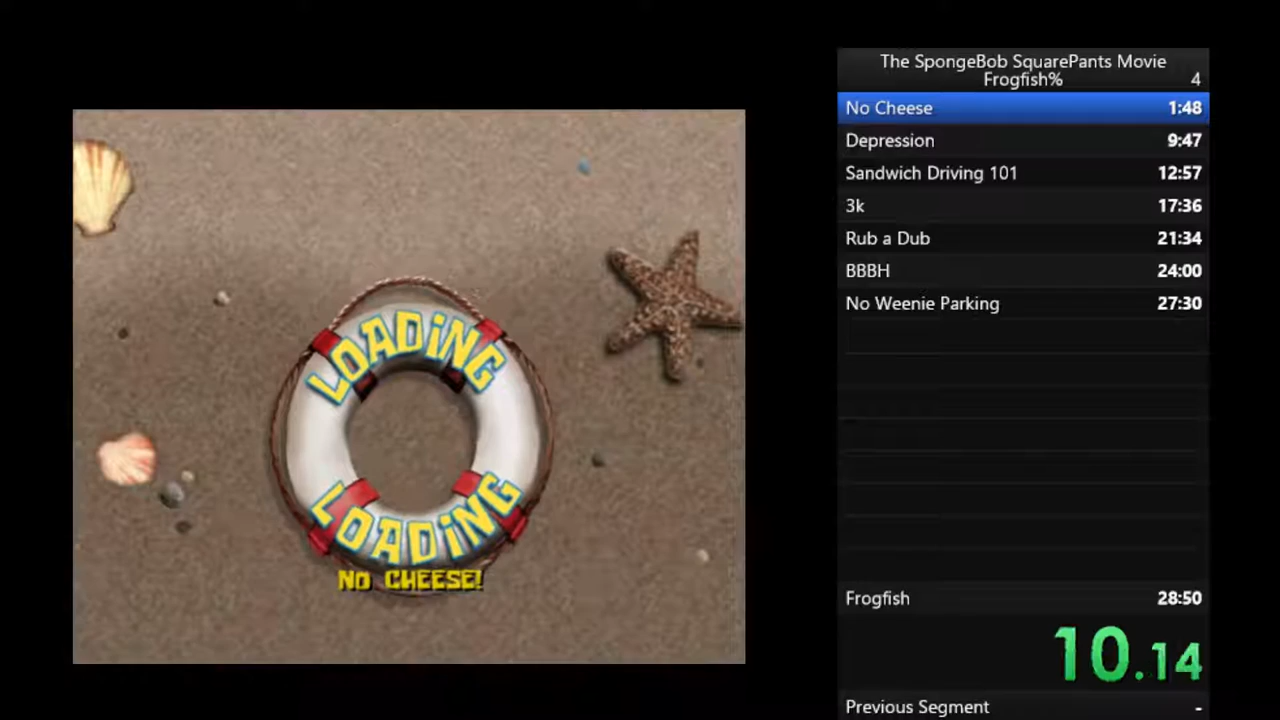 LOADING
LOADING
NO CHEESE!
The SpongeBob SquarePants Movie
Frogfish% 4
No Cheese 1:48
Depression 9:47
Sandwich Driving 101 12:57
3k 17:36
Rub a Dub 21:34
BBBH 24:00
No Weenie Parking 27:30
Frogfish 28:50
10.14
Previous Segment -